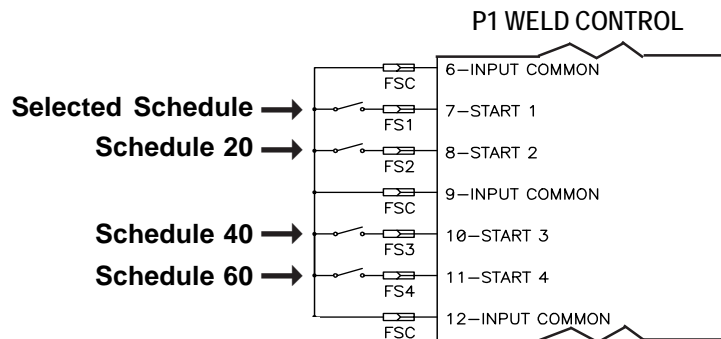 P1 WELD CONTROL
6-INPUT COMMON
FSC
Selected Schedule
7-START 1
FS1
Schedule 20
8-START 2
FS2
9-INPUT COMMON
FSC
Schedule 40
10-START 3
FS3
Schedule 60
11-START 4
FS4
12-INPUT COMMON
FSC